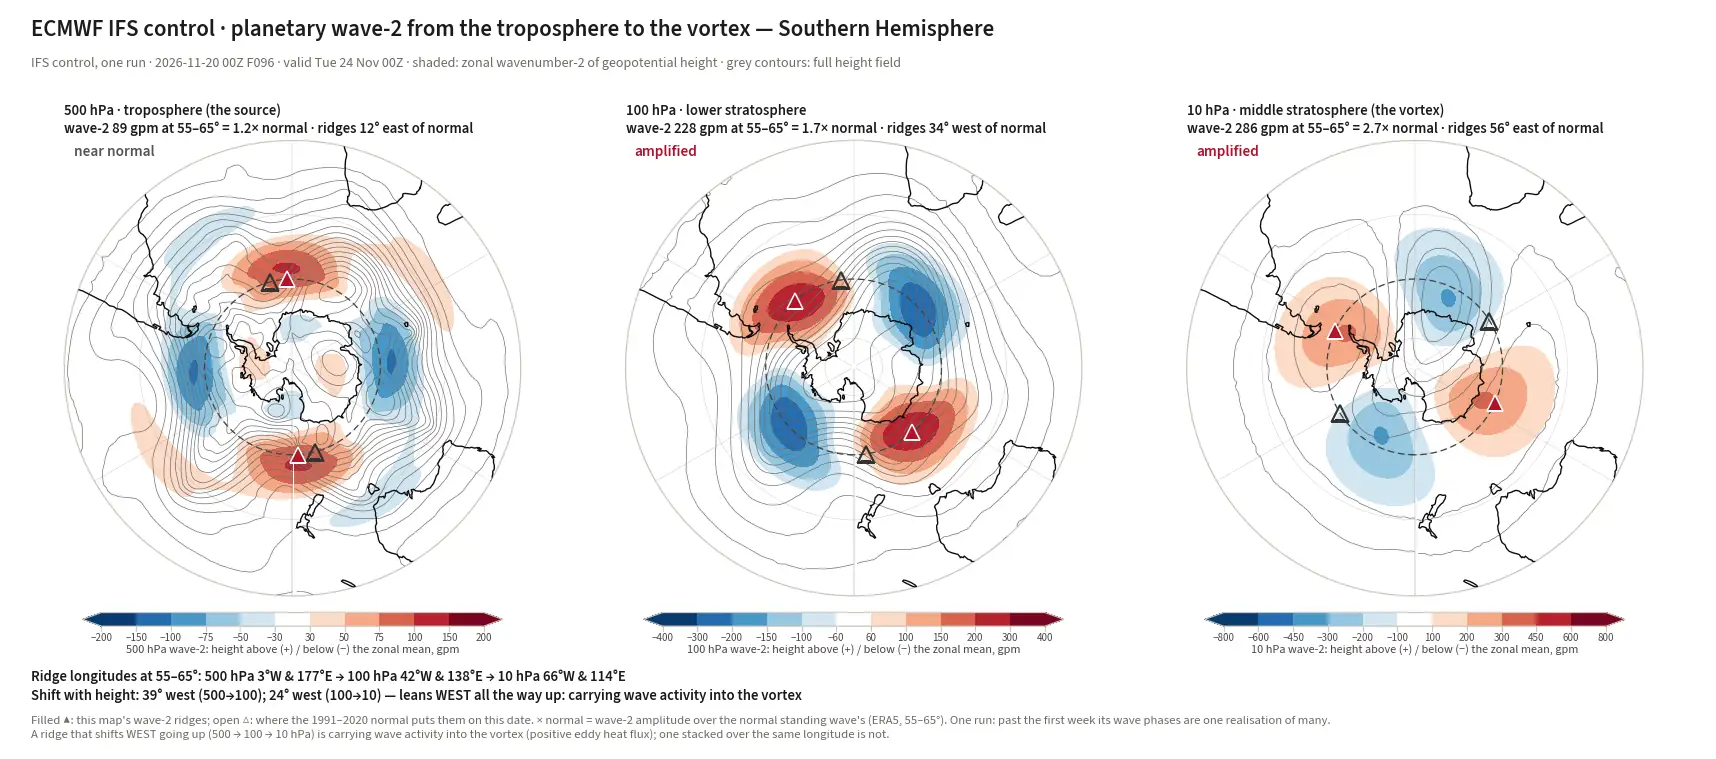 ECMWF IFS control · planetary wave-2 from the troposphere to the vortex — Southern Hemisphere
IFS control, one run · 2026-11-20 00Z F096 · valid Tue 24 Nov 00Z · shaded: zonal wavenumber-2 of geopotential height · grey contours: full height field
500 hPa · troposphere (the source)
wave-2 89 gpm at 55–65° = 1.2× normal · ridges 12° east of normal
near normal
100 hPa · lower stratosphere
wave-2 228 gpm at 55–65° = 1.7× normal · ridges 34° west of normal
amplified
10 hPa · middle stratosphere (the vortex)
wave-2 286 gpm at 55–65° = 2.7× normal · ridges 56° east of normal
amplified
−200 −150 −100 −75 −50 −30 30 50 75 100 150 200
500 hPa wave-2: height above (+) / below (−) the zonal mean, gpm
−400 −300 −200 −150 −100 −60 60 100 150 200 300 400
100 hPa wave-2: height above (+) / below (−) the zonal mean, gpm
−800 −600 −450 −300 −200 −100 100 200 300 450 600 800
10 hPa wave-2: height above (+) / below (−) the zonal mean, gpm
Ridge longitudes at 55–65°: 500 hPa 3°W & 177°E → 100 hPa 42°W & 138°E → 10 hPa 66°W & 114°E
Shift with height: 39° west (500→100); 24° west (100→10) — leans WEST all the way up: carrying wave activity into the vortex
Filled ▲: this map's wave-2 ridges; open △: where the 1991–2020 normal puts them on this date. × normal = wave-2 amplitude over the normal standing wave's (ERA5, 55–65°). One run: past the first week its wave phases are one realisation of many.
A ridge that shifts WEST going up (500 → 100 → 10 hPa) is carrying wave activity into the vortex (positive eddy heat flux); one stacked over the same longitude is not.